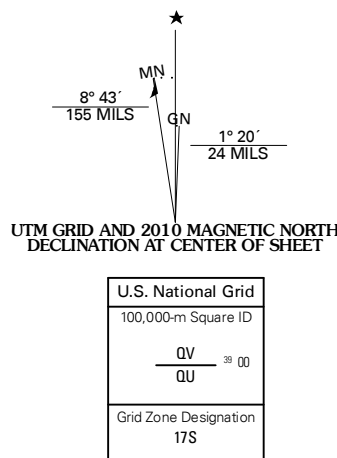 ★
MN
GN
8° 43´
155 MILS
1° 20´
24 MILS
UTM GRID AND 2010 MAGNETIC NORTH
DECLINATION AT CENTER OF SHEET
U.S. National Grid
100,000-m Square ID
QV
39 00
QU
Grid Zone Designation
17S